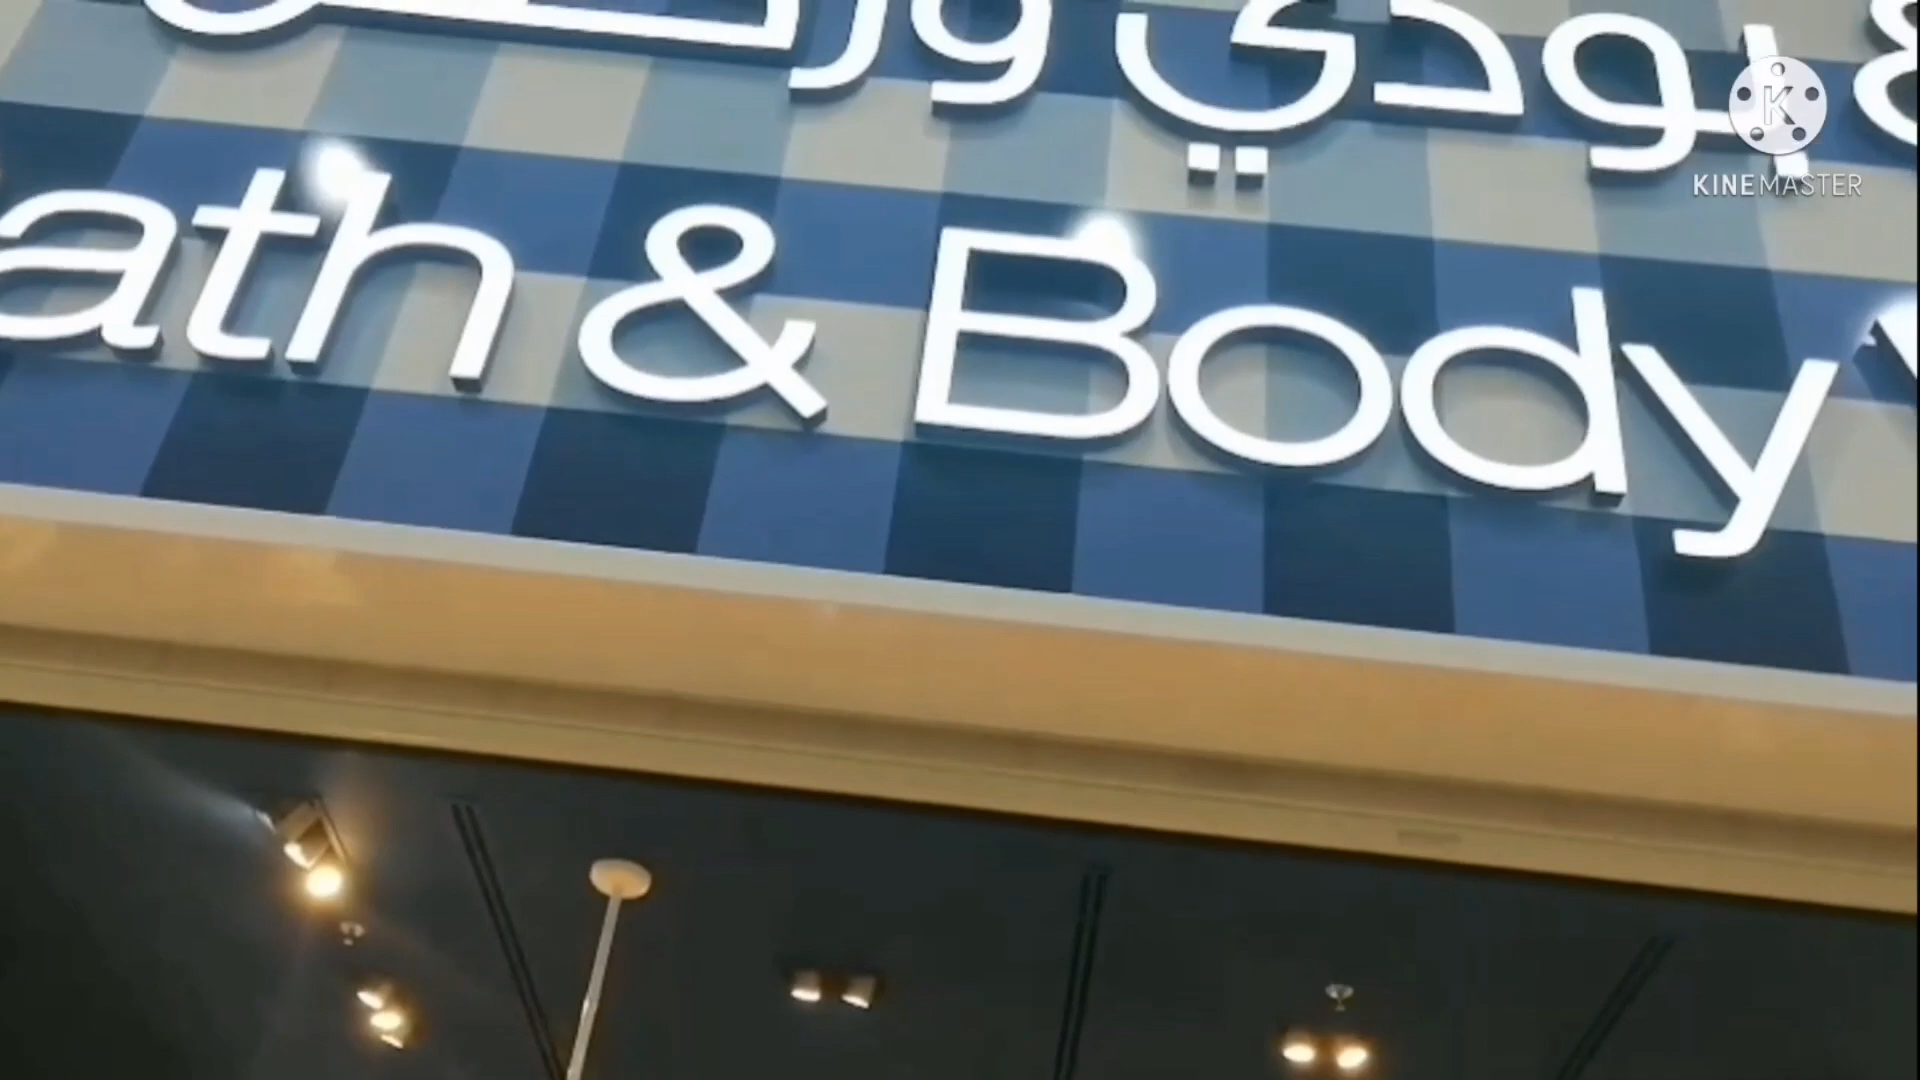 بودي
ath & Body
KINEMASTER